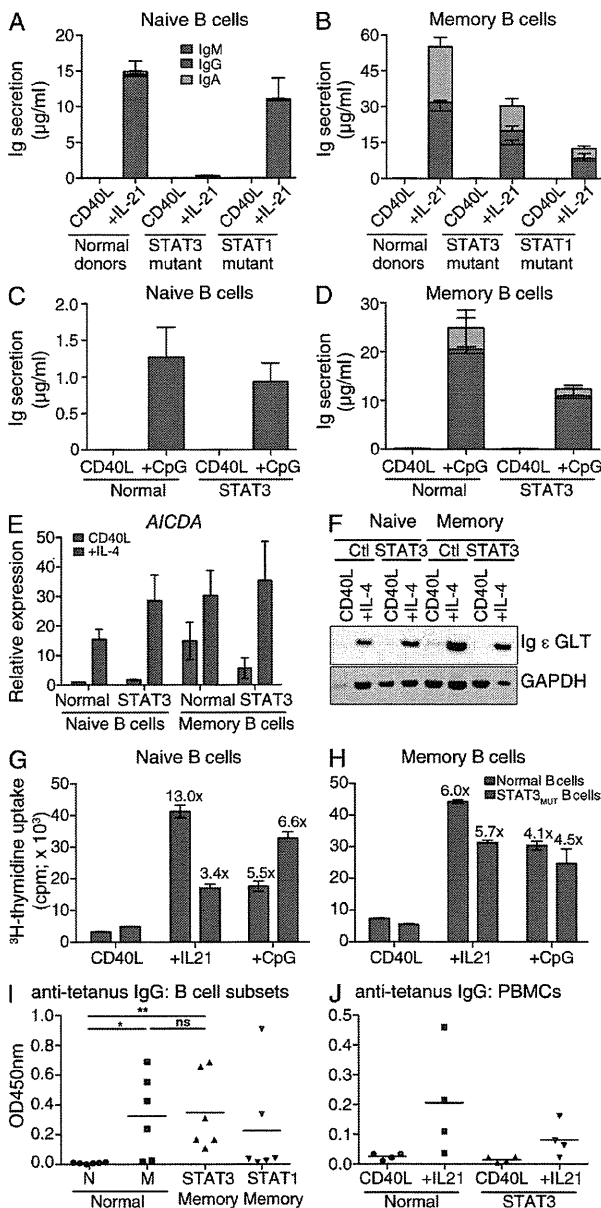 A Naive B cells
Ig secretion (µg/ml)
20
15
10
5
0
IgM
IgG
IgA
CD40L +IL-21 CD40L +IL-21 CD40L +IL-21
Normal donors STAT3 mutant STAT1 mutant
B Memory B cells
Ig secretion (µg/ml)
60
45
30
15
0
CD40L +IL-21 CD40L +IL-21 CD40L +IL-21
Normal donors STAT3 mutant STAT1 mutant
C Naive B cells
Ig secretion (µg/ml)
2.0
1.5
1.0
0.5
0
CD40L +CpG CD40L +CpG
Normal STAT3
D Memory B cells
Ig secretion (µg/ml)
30
20
10
0
CD40L +CpG CD40L +CpG
Normal STAT3
E AICDA
Relative expression
50
40
30
20
10
0
CD40L
+IL-4
Normal STAT3 Normal STAT3
Naive B cells Memory B cells
F Naive Memory
Ctl STAT3 Ctl STAT3
CD40L +IL-4 CD40L +IL-4 CD40L +IL-4 CD40L +IL-4
Ig ε GLT
GAPDH
G Naive B cells
³H-thymidine uptake (cpm; x 10³)
50
40
30
20
10
0
13.0x
3.4x
5.5x
6.6x
CD40L +IL21 +CpG
H Memory B cells
50
40
30
20
10
0
Normal B cells
STAT3MUT B cells
6.0x
5.7x
4.1x
4.5x
CD40L +IL21 +CpG
I anti-tetanus IgG: B cell subsets
OD450nm
1.0
0.8
0.6
0.4
0.2
0.0
**
* ns
N M STAT3 STAT1
Normal Memory Memory
J anti-tetanus IgG: PBMCs
0.5
0.4
0.3
0.2
0.1
0.0
CD40L +IL21 CD40L +IL21
Normal STAT3